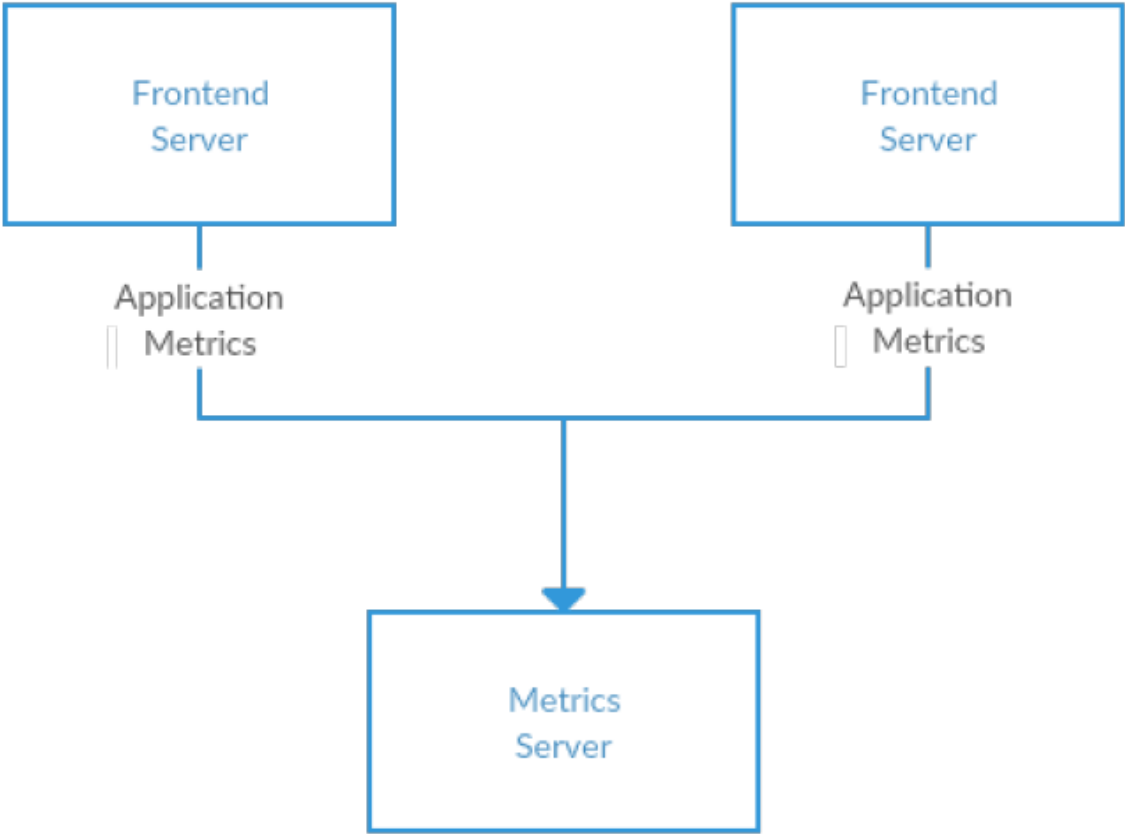 Frontend
Server
Frontend
Server
Application
Metrics
Application
Metrics
Metrics
Server